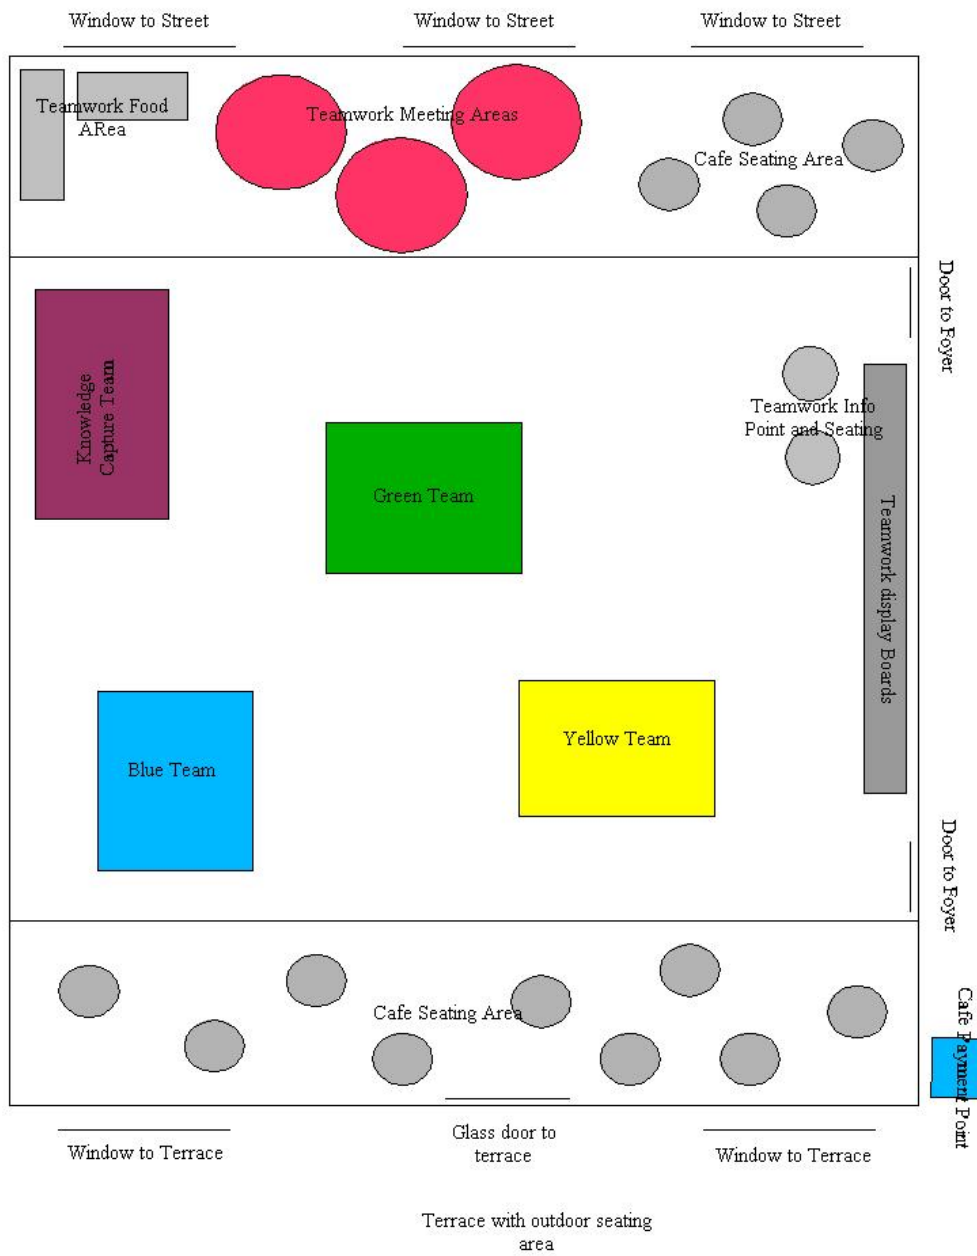 Window to Street
Window to Street
Window to Street
Teamwork Food
ARea
Teamwork Meeting Areas
Cafe Seating Area
Door to Foyer
Knowledge
Capture Team
Teamwork Info
Point and Seating
Green Team
Teamwork display Boards
Yellow Team
Blue Team
Door to Foyer
Cafe Seating Area
Cafe Payment Point
Window to Terrace
Glass door to
terrace
Window to Terrace
Terrace with outdoor seating
area